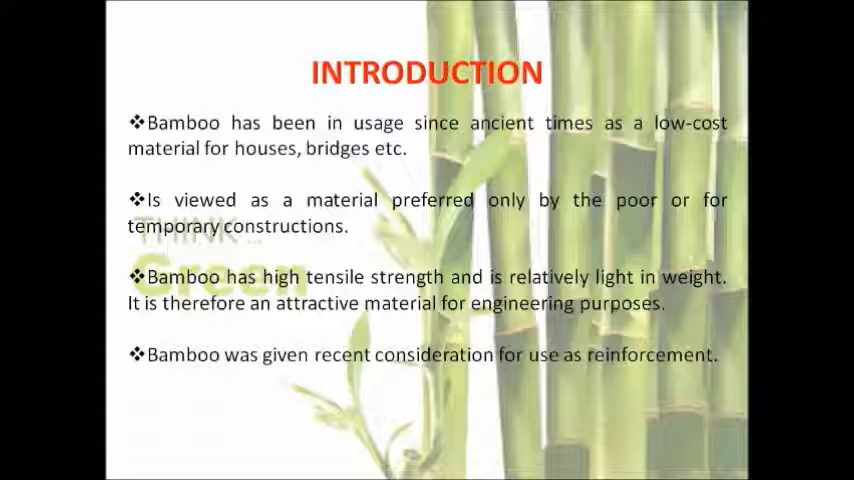 INTRODUCTION
❖Bamboo has been in usage since ancient times as a low-cost
material for houses, bridges etc.
❖Is viewed as a material preferred only by the poor or for
temporary constructions.
THINK ...
Green
❖Bamboo has high tensile strength and is relatively light in weight.
It is therefore an attractive material for engineering purposes.
❖Bamboo was given recent consideration for use as reinforcement.